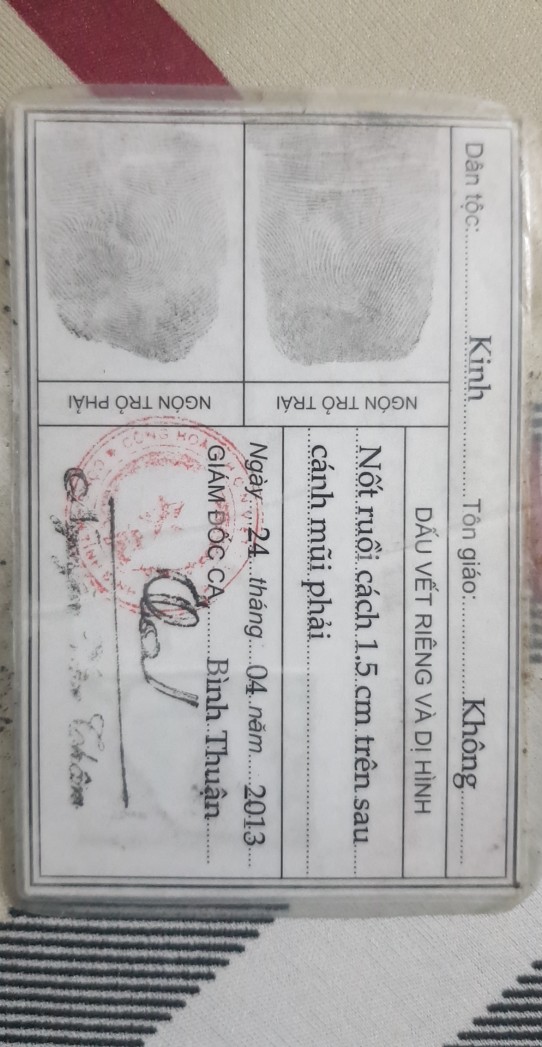 Dân tộc: Kinh Tôn giáo: Không
DẤU VẾT RIÊNG VÀ DỊ HÌNH
Nốt ruồi cách 1,5 cm trên sau
cánh mũi phải
NGÓN TRỎ TRÁI
Ngày 24 tháng 04 năm 2013
GIÁM ĐỐC CA Bình Thuận
NGÓN TRỎ PHẢI